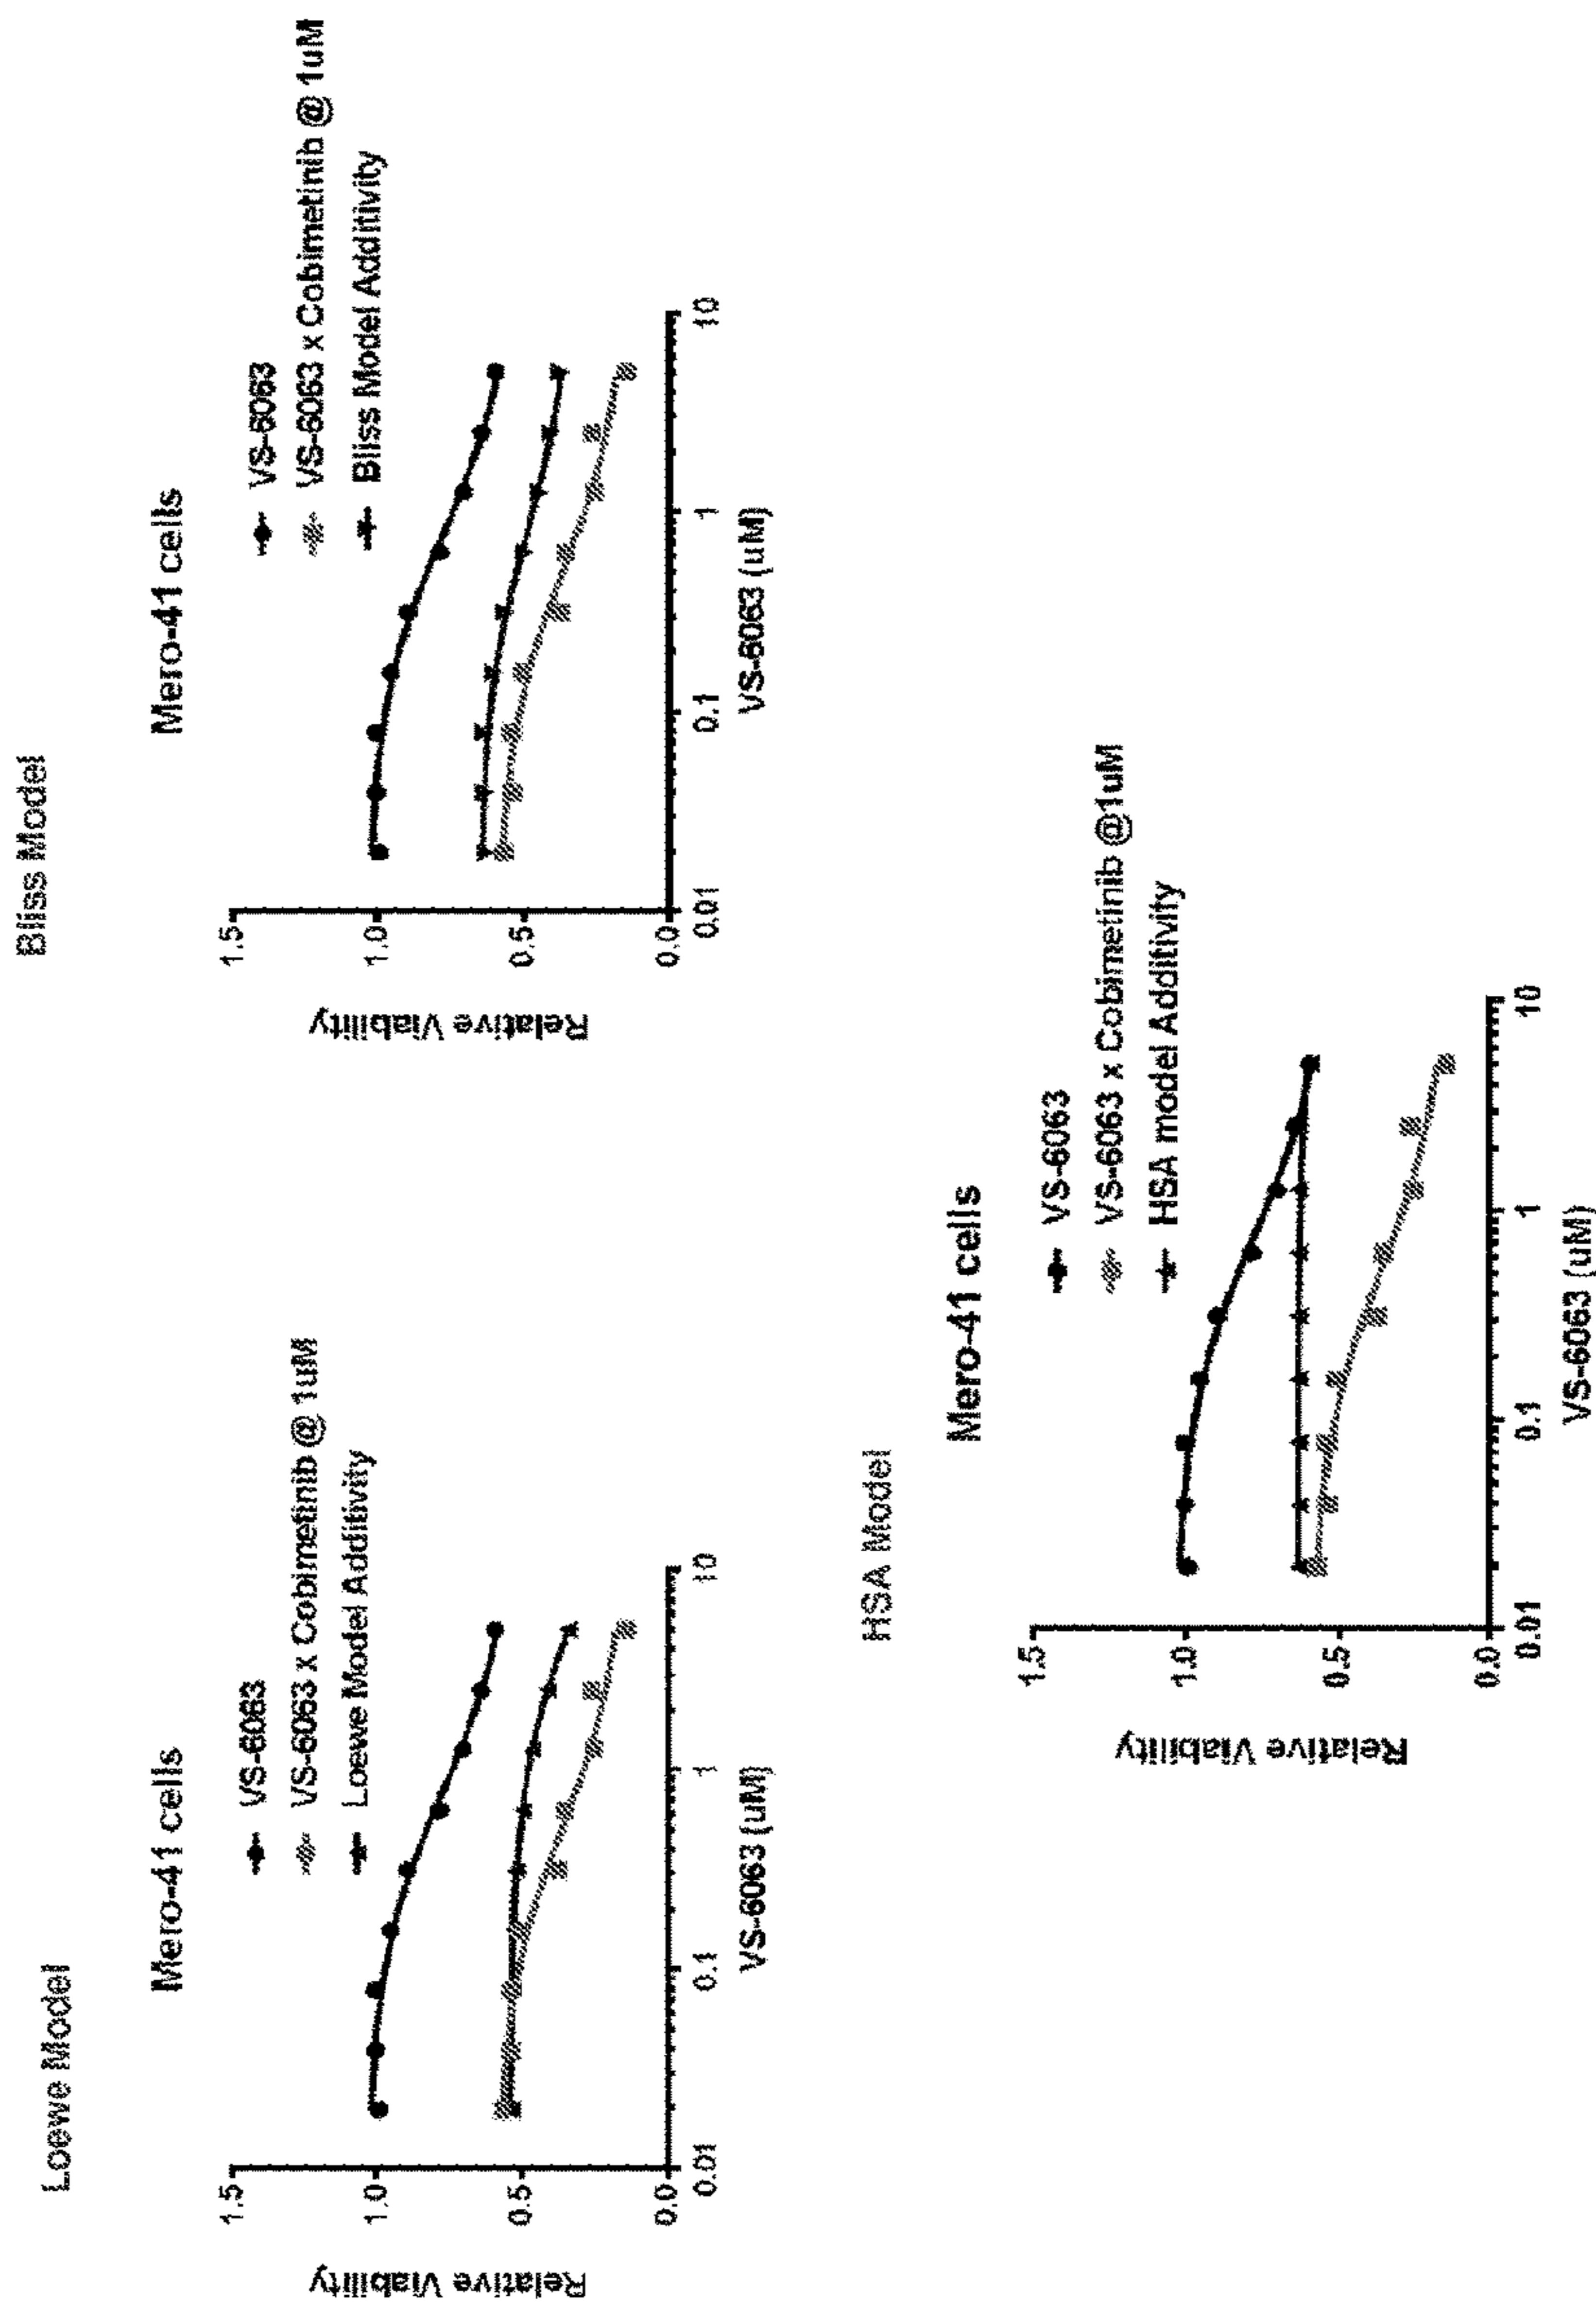 Loewe Model
Mero-41 cells
VS-6063
VS-6063 x Cobimetinib @ 1uM
Loewe Model Additivity
Relative Viability
1.5
1.0
0.5
0.0
0.01
0.1
1
10
VS-6063 (uM)
Bliss Model
Mero-41 cells
VS-6063
VS-6063 x Cobimetinib @ 1uM
Bliss Model Additivity
Relative Viability
1.5
1.0
0.5
0.0
0.01
0.1
1
10
VS-6063 (uM)
HSA Model
Mero-41 cells
VS-6063
VS-6063 x Cobimetinib @1uM
HSA model Additivity
Relative Viability
1.5
1.0
0.5
0.0
0.01
0.1
1
10
VS-6063 (uM)